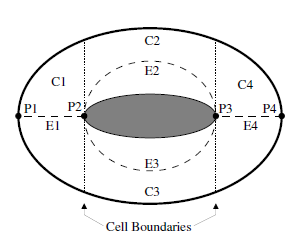 C2
C1 E2 C4
P1 P2 P3 P4
E1 E4
E3
C3
Cell Boundaries